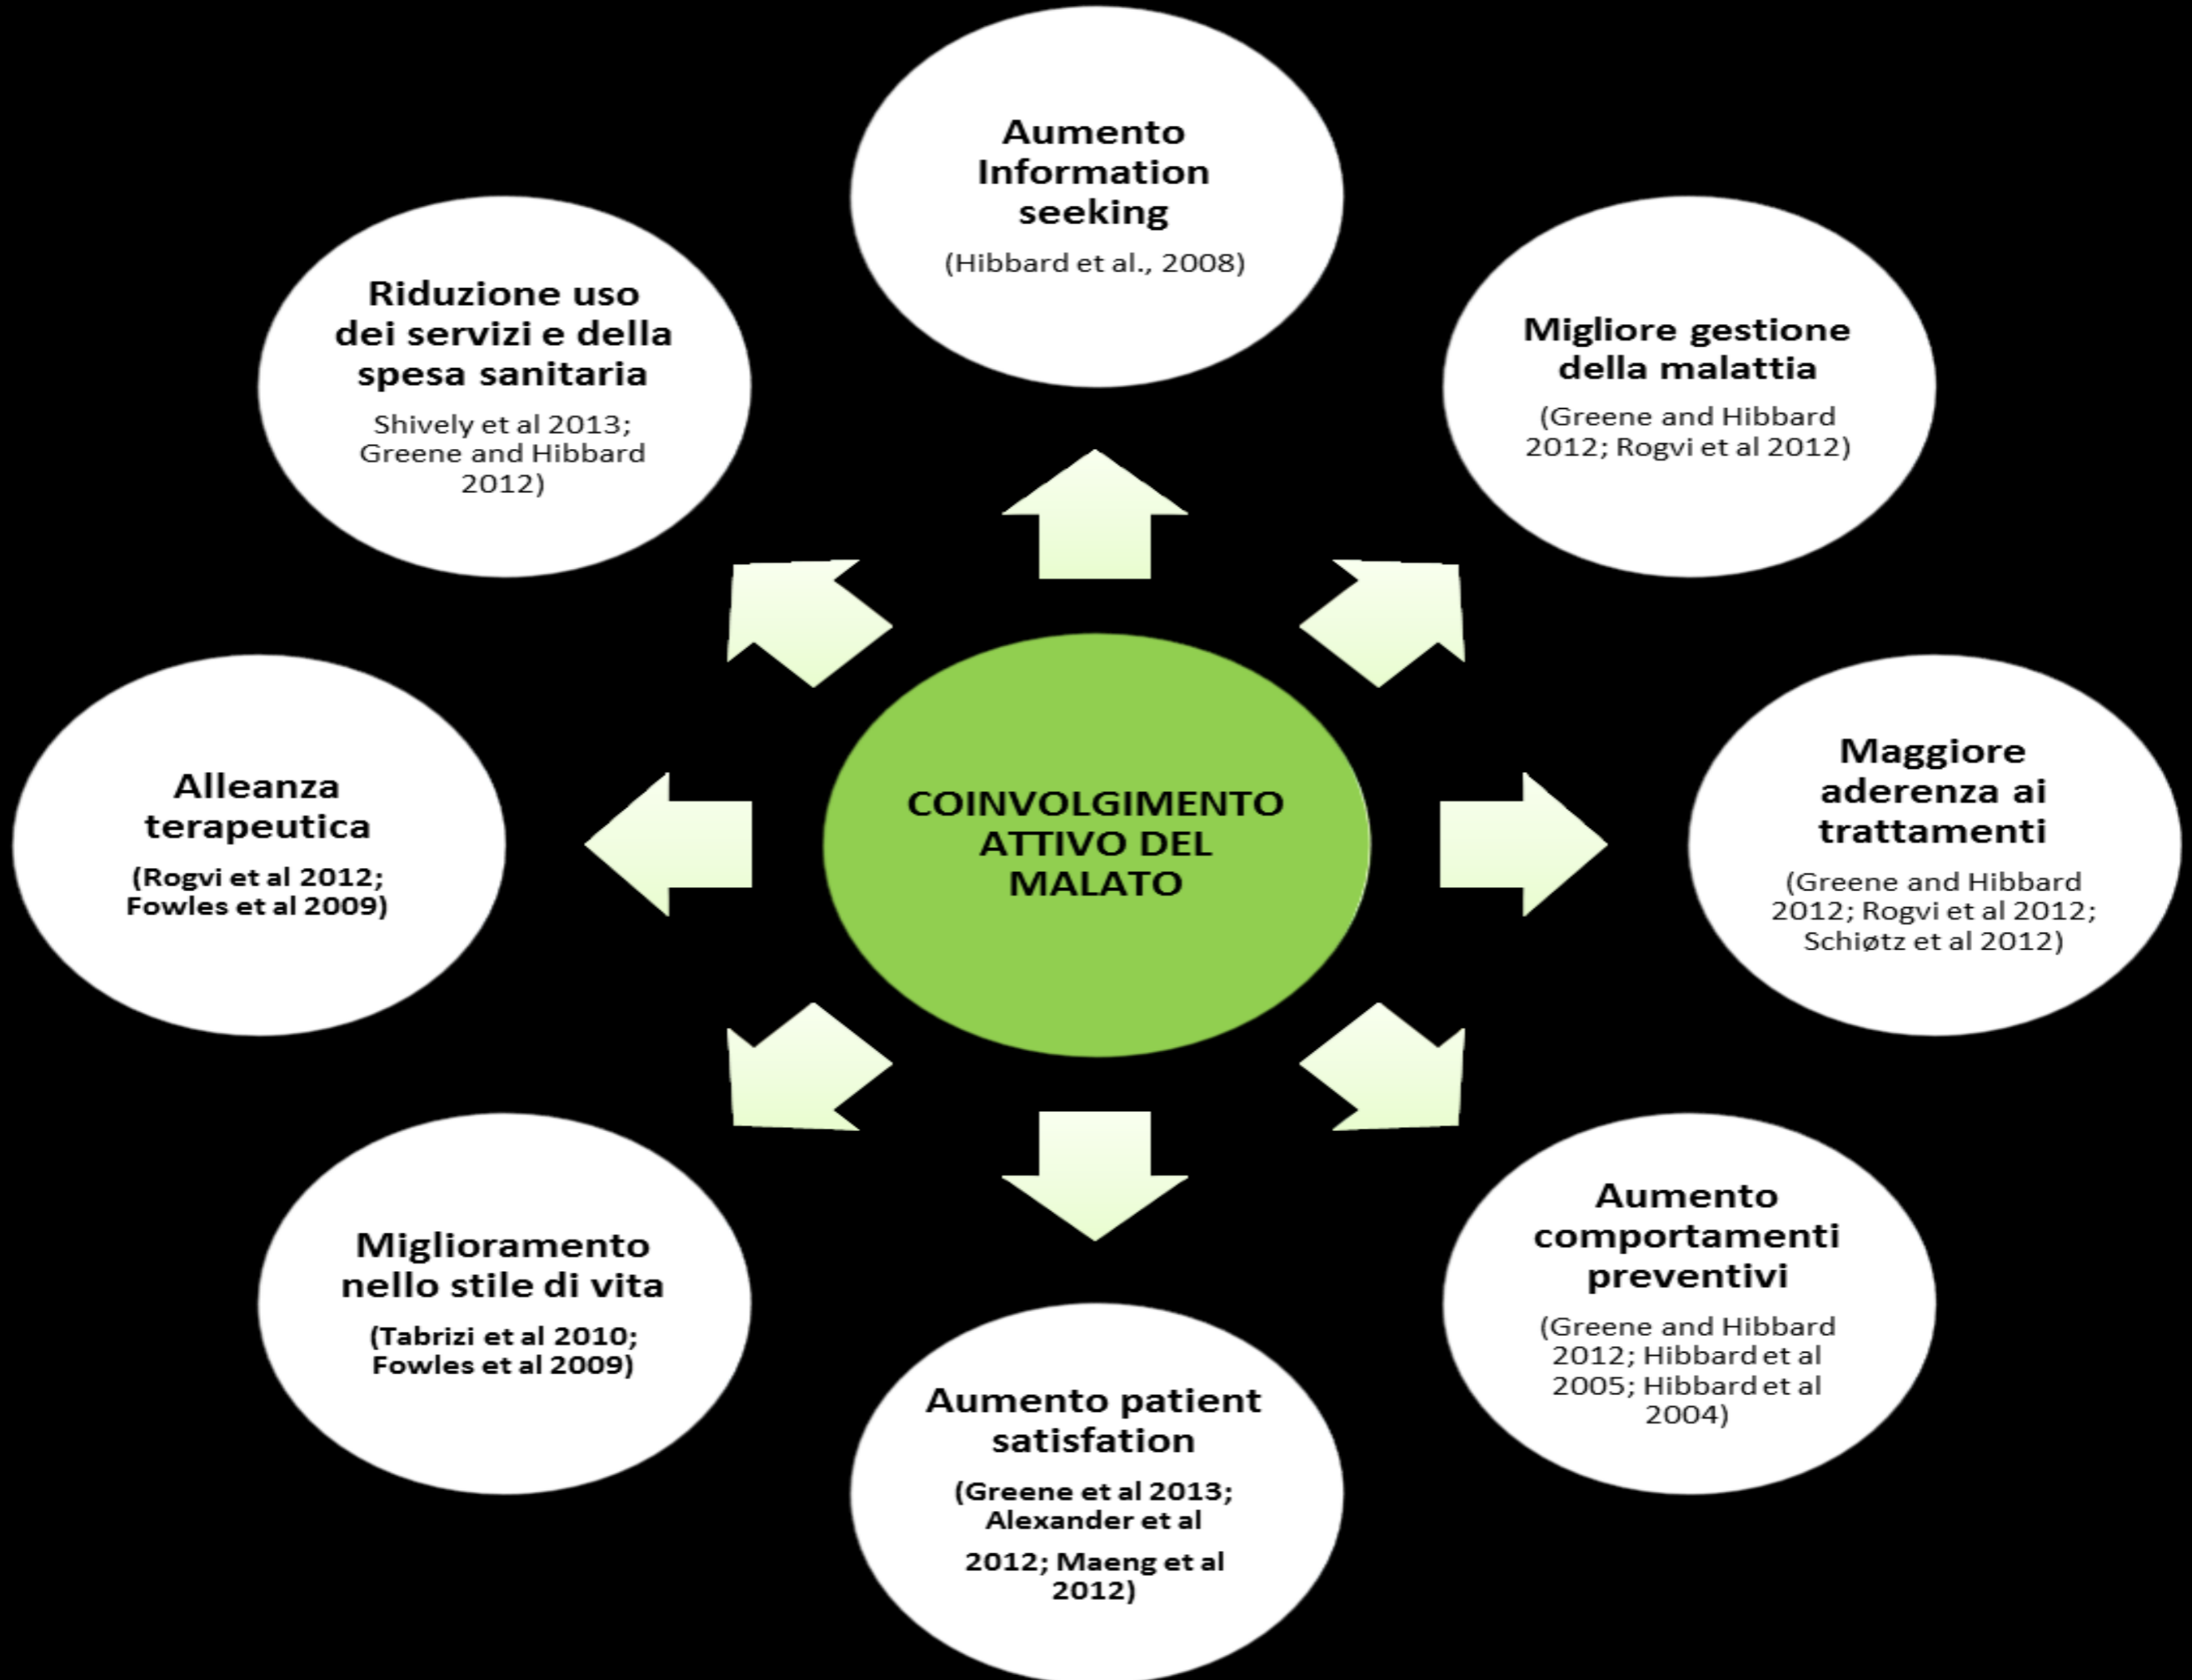 Aumento
Information
seeking
(Hibbard et al., 2008)
Migliore gestione
della malattia
(Greene and Hibbard
2012; Rogvi et al 2012)
Maggiore
aderenza ai
trattamenti
(Greene and Hibbard
2012; Rogvi et al 2012;
Schiøtz et al 2012)
Aumento
comportamenti
preventivi
(Greene and Hibbard
2012; Hibbard et al
2005; Hibbard et al
2004)
Aumento patient
satisfation
(Greene et al 2013;
Alexander et al
2012; Maeng et al
2012)
Miglioramento
nello stile di vita
(Tabrizi et al 2010;
Fowles et al 2009)
Alleanza
terapeutica
(Rogvi et al 2012;
Fowles et al 2009)
Riduzione uso
dei servizi e della
spesa sanitaria
Shively et al 2013;
Greene and Hibbard
2012)
COINVOLGIMENTO
ATTIVO DEL
MALATO